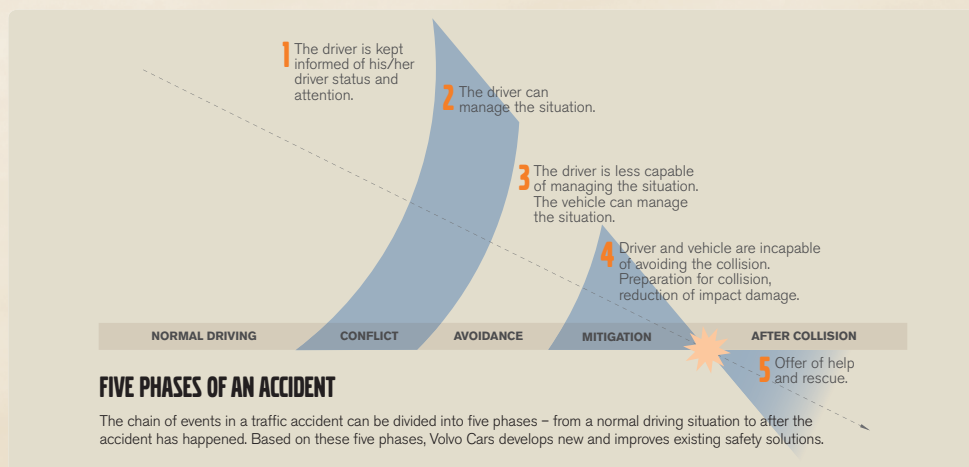 1 The driver is kept
informed of his/her
driver status and
attention.
2 The driver can
manage the situation.
3 The driver is less capable
of managing the situation.
The vehicle can manage
the situation.
4 Driver and vehicle are incapable
of avoiding the collision.
Preparation for collision,
reduction of impact damage.
NORMAL DRIVING CONFLICT AVOIDANCE MITIGATION AFTER COLLISION
5 Offer of help
and rescue.
FIVE PHASES OF AN ACCIDENT
The chain of events in a traffic accident can be divided into five phases – from a normal driving situation to after the
accident has happened. Based on these five phases, Volvo Cars develops new and improves existing safety solutions.